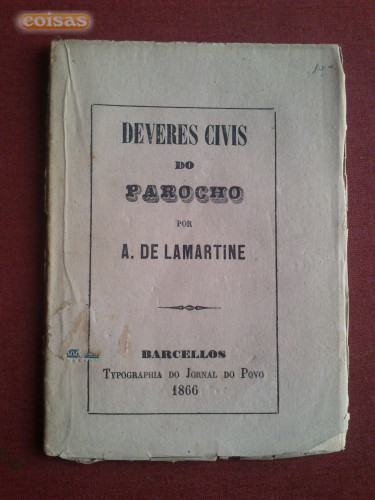 coisas
DEVERES CIVIS
DO
PAROCHO
POR
A. DE LAMARTINE
BARCELLOS
TYPOGRAPHIA DO JORNAL DO POVO
1866